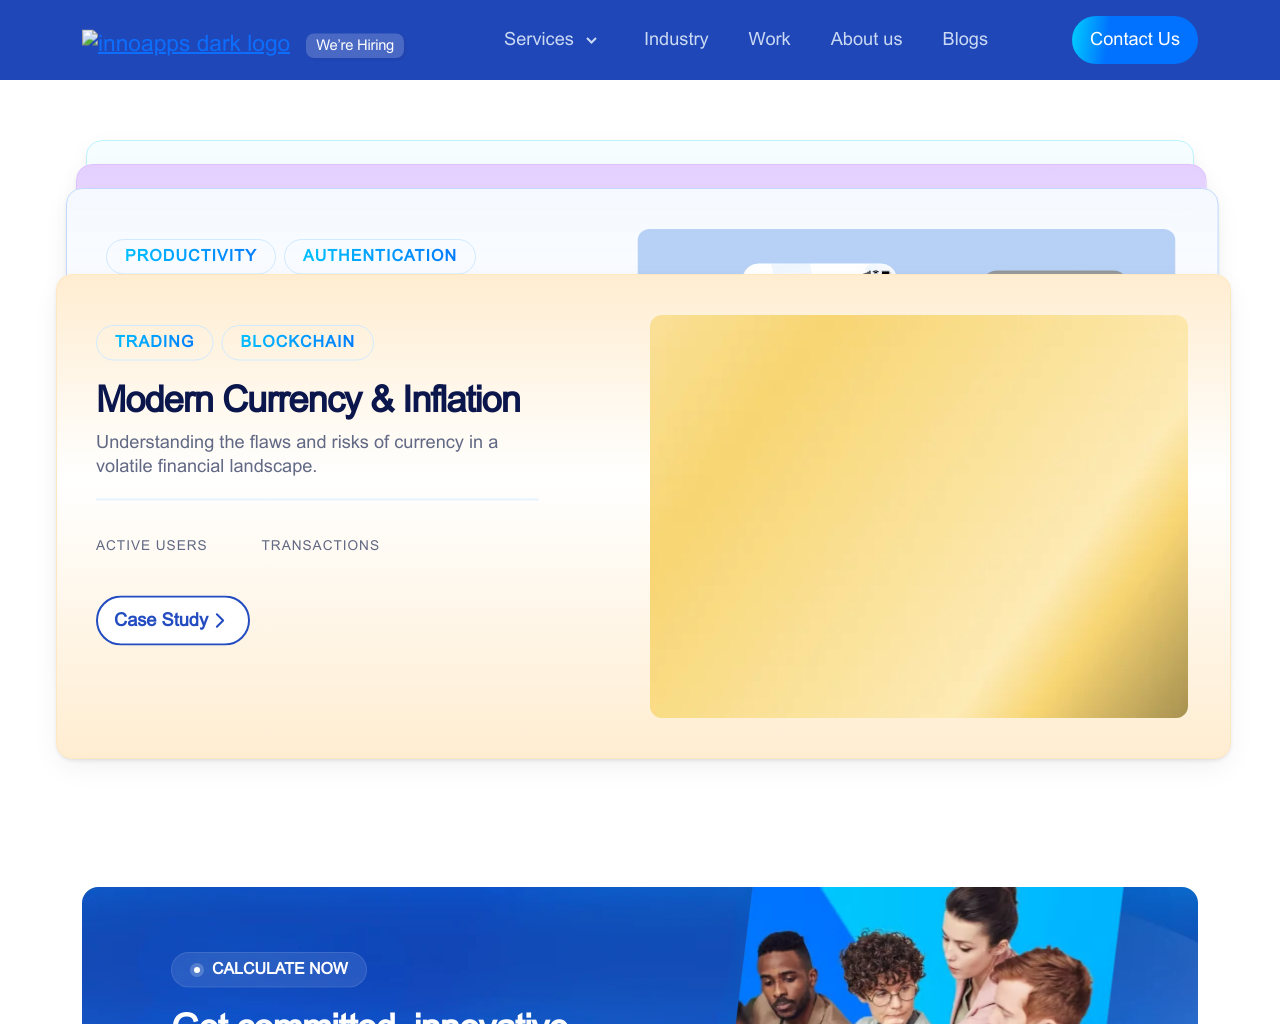 innoapps dark logo
We're Hiring
Services
Industry
Work
About us
Blogs
Contact Us
PRODUCTIVITY
AUTHENTICATION
TRADING
BLOCKCHAIN
Modern Currency & Inflation
Understanding the flaws and risks of currency in a
volatile financial landscape.
ACTIVE USERS
TRANSACTIONS
Case Study
CALCULATE NOW
Get committed, innovative